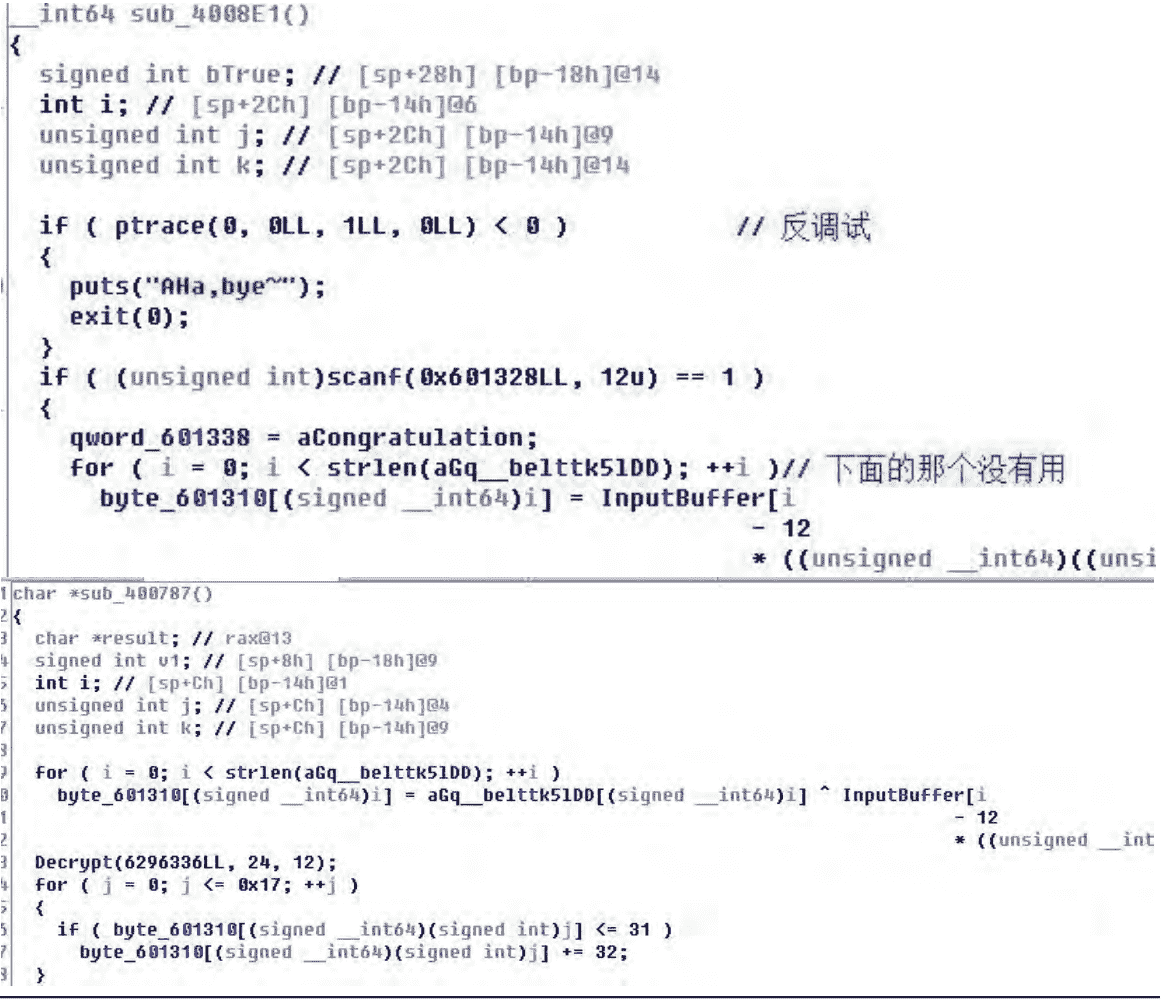 __int64 sub_4008E1()
{
signed int bTrue; // [sp+28h] [bp-18h]@14
int i; // [sp+2Ch] [bp-14h]@6
unsigned int j; // [sp+2Ch] [bp-14h]@9
unsigned int k; // [sp+2Ch] [bp-14h]@14
if ( ptrace(0, 0LL, 1LL, 0LL) < 0 ) // 反调试
{
puts("AHa,bye~~");
exit(0);
}
if ( (unsigned int)scanf(0x601328LL, 12u) == 1 )
{
qword_601338 = aCongratulation;
for ( i = 0; i < strlen(aGq__belttk5lDD); ++i )// 下面的那个没有用
byte_601310[(signed __int64)i] = InputBuffer[i
- 12
* ((unsigned __int64)((unsi
1 char *sub_400787()
2 {
3 char *result; // rax@13
4 signed int v1; // [sp+8h] [bp-18h]@9
5 int i; // [sp+Ch] [bp-14h]@1
6 unsigned int j; // [sp+Ch] [bp-14h]@4
7 unsigned int k; // [sp+Ch] [bp-14h]@9
8
9 for ( i = 0; i < strlen(aGq__belttk5lDD); ++i )
0 byte_601310[(signed __int64)i] = aGq__belttk5lDD[(signed __int64)i] ^ InputBuffer[i
1 - 12
2 * ((unsigned __int
3 Decrypt(6296336LL, 24, 12);
4 for ( j = 0; j <= 0x17; ++j )
5 {
6 if ( byte_601310[(signed __int64)(signed int)j] <= 31 )
7 byte_601310[(signed __int64)(signed int)j] += 32;
8 }